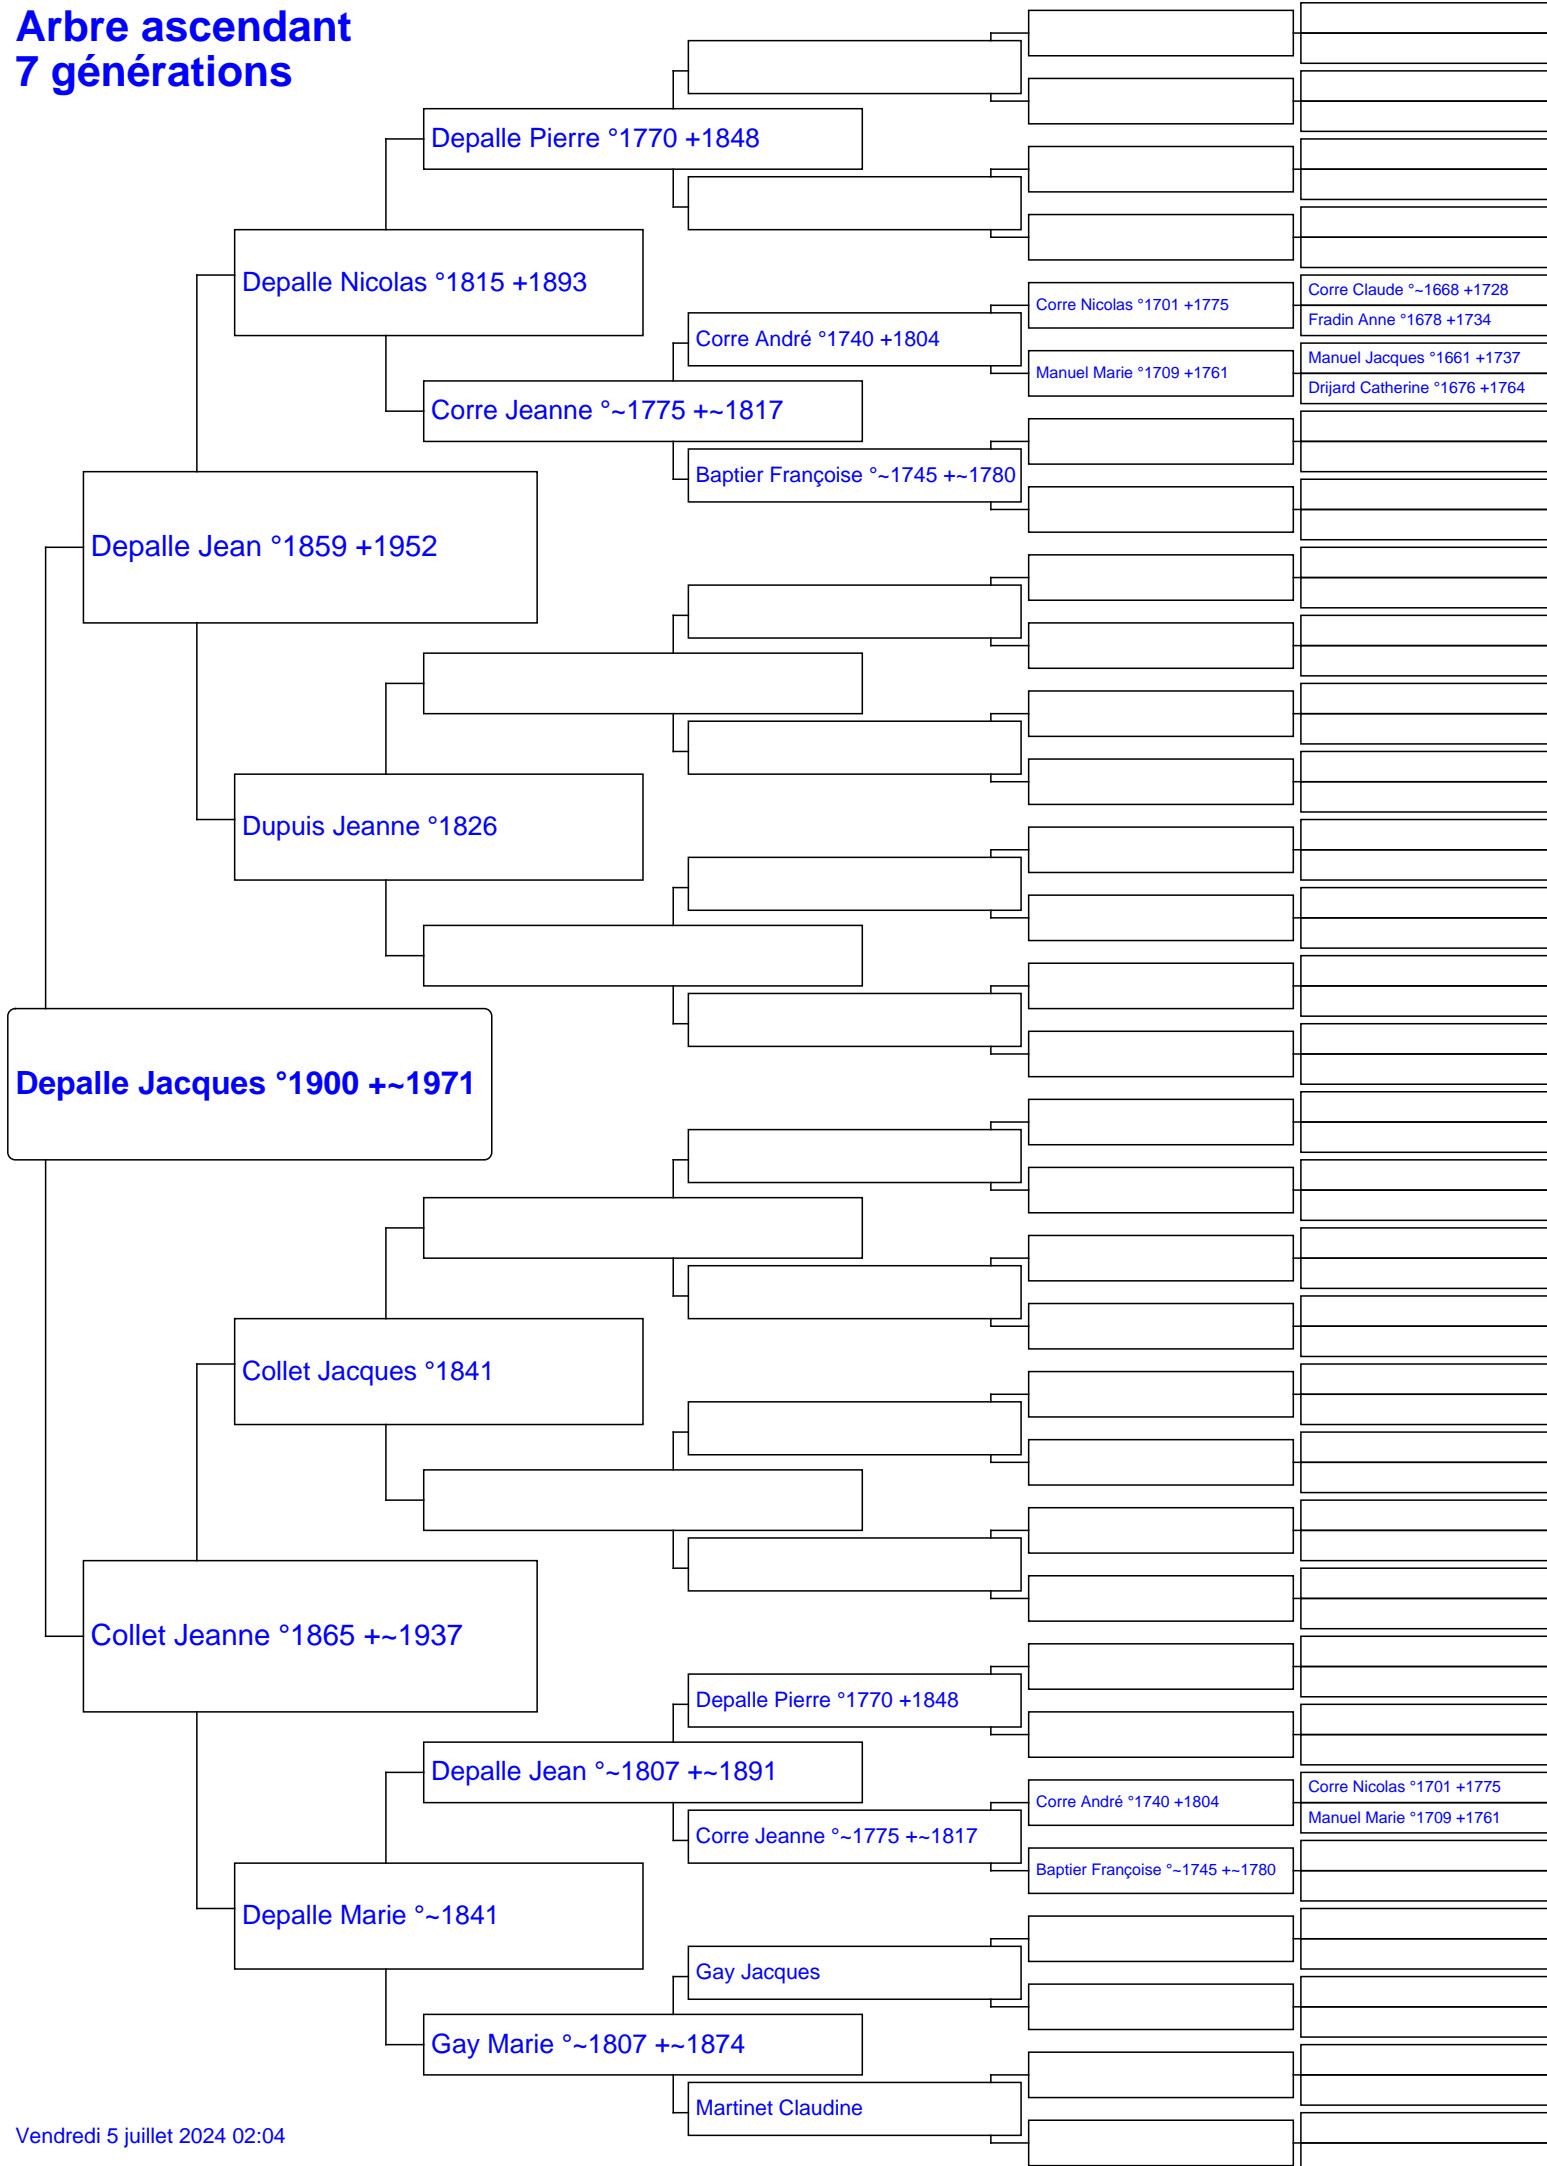 Arbre ascendant
7 générations
Depalle Pierre °1770 +1848
Depalle Nicolas °1815 +1893
Corre Claude °~1668 +1728
Corre Nicolas °1701 +1775
Fradin Anne °1678 +1734
Corre André °1740 +1804
Manuel Jacques °1661 +1737
Manuel Marie °1709 +1761
Drijard Catherine °1676 +1764
Corre Jeanne °~1775 +~1817
Baptier Françoise °~1745 +~1780
Depalle Jean °1859 +1952
Dupuis Jeanne °1826
Depalle Jacques °1900 +~1971
Collet Jacques °1841
Collet Jeanne °1865 +~1937
Depalle Pierre °1770 +1848
Depalle Jean °~1807 +~1891
Corre Nicolas °1701 +1775
Corre André °1740 +1804
Manuel Marie °1709 +1761
Corre Jeanne °~1775 +~1817
Baptier Françoise °~1745 +~1780
Depalle Marie °~1841
Gay Jacques
Gay Marie °~1807 +~1874
Martinet Claudine
Vendredi 5 juillet 2024 02:04